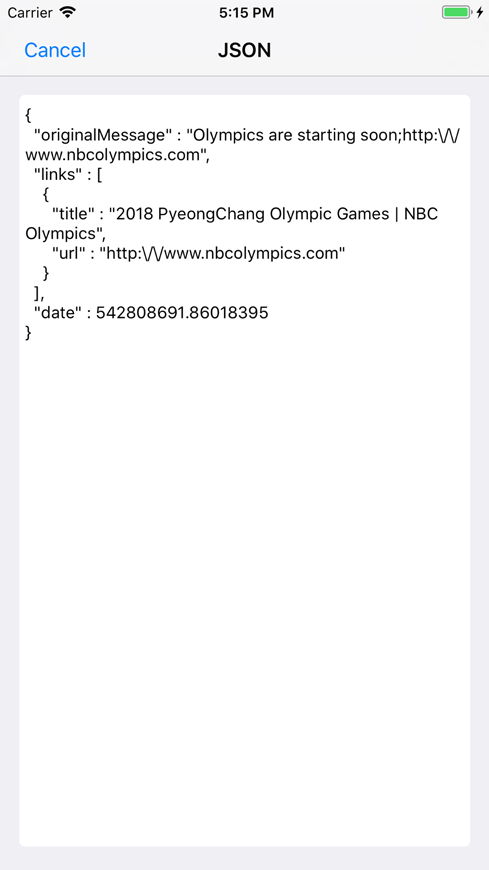 Carrier 5:15 PM
Cancel JSON
{
  "originalMessage" : "Olympics are starting soon;http:\/\/
www.nbcolympics.com",
  "links" : [
    {
      "title" : "2018 PyeongChang Olympic Games | NBC
Olympics",
      "url" : "http:\/\/www.nbcolympics.com"
    }
  ],
  "date" : 542808691.86018395
}